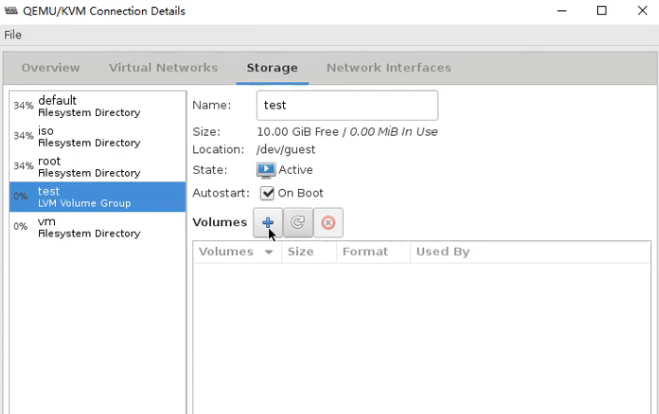 QEMU/KVM Connection Details
File
Overview Virtual Networks Storage Network Interfaces
34% default
Filesystem Directory
34% iso
Filesystem Directory
34% root
Filesystem Directory
0% test
LVM Volume Group
0% vm
Filesystem Directory
Name: test
Size: 10.00 GiB Free / 0.00 MiB In Use
Location: /dev/guest
State: Active
Autostart: On Boot
Volumes
Volumes Size Format Used By